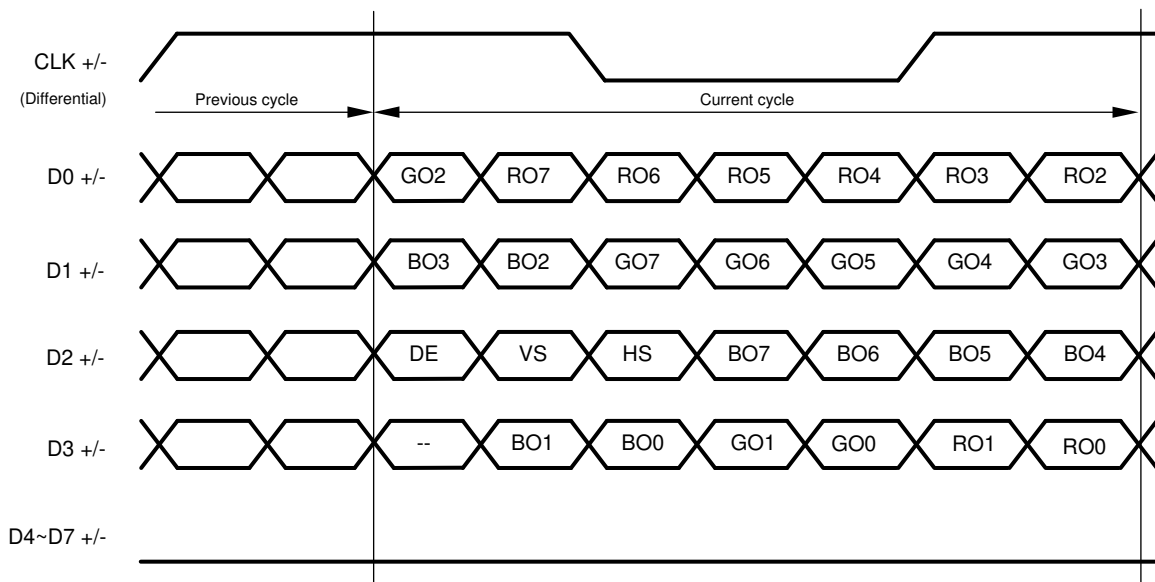 CLK +/-
(Differential)
Previous cycle
Current cycle
D0 +/-
GO2 RO7 RO6 RO5 RO4 RO3 RO2
D1 +/-
BO3 BO2 GO7 GO6 GO5 GO4 GO3
D2 +/-
DE VS HS BO7 BO6 BO5 BO4
D3 +/-
-- BO1 BO0 GO1 GO0 RO1 RO0
D4~D7 +/-